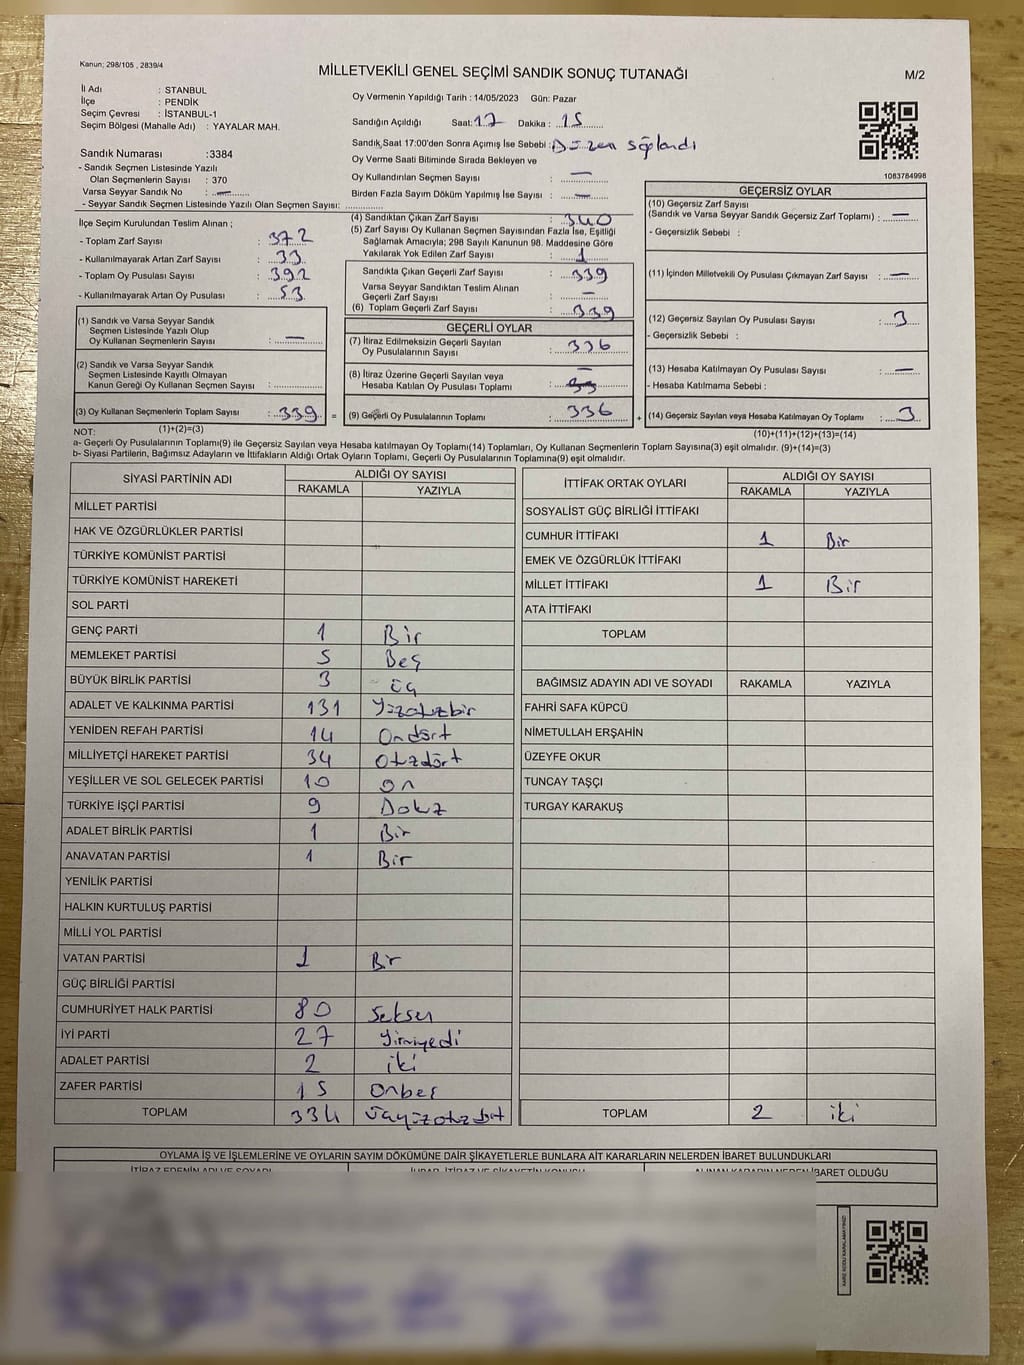 Kanun; 298/105 , 2839/4
MİLLETVEKİLİ GENEL SEÇİMİ SANDIK SONUÇ TUTANAĞI
M/2
İl Adı : STANBUL
İlçe : PENDİK
Seçim Çevresi : İSTANBUL-1
Seçim Bölgesi (Mahalle Adı) : YAYALAR MAH.
Oy Vermenin Yapıldığı Tarih : 14/05/2023 Gün: Pazar
Sandığın Açıldığı Saat: 17 Dakika : 15
Sandık Saat 17:00'den Sonra Açımış İse Sebebi : Düzen sağlandı
Oy Verme Saati Bitiminde Sırada Bekleyen ve
Oy Kullandırılan Seçmen Sayısı : —
Birden Fazla Sayım Döküm Yapılmış İse Sayısı : —
1083784998
Sandık Numarası :3384
- Sandık Seçmen Listesinde Yazılı
Olan Seçmenlerin Sayısı : 370
Varsa Seyyar Sandık No : —
- Seyyar Sandık Seçmen Listesinde Yazılı Olan Seçmen Sayısı:
İlçe Seçim Kurulundan Teslim Alınan ;
- Toplam Zarf Sayısı : 372
- Kullanılmayarak Artan Zarf Sayısı : 33
- Toplam Oy Pusulası Sayısı : 392
- Kullanılmayarak Artan Oy Pusulası : 53
(1) Sandık ve Varsa Seyyar Sandık
Seçmen Listesinde Yazılı Olup
Oy Kullanan Seçmenlerin Sayısı : —
(2) Sandık ve Varsa Seyyar Sandık
Seçmen Listesinde Kayıtlı Olmayan
Kanun Gereği Oy Kullanan Seçmen Sayısı :
(3) Oy Kullanan Seçmenlerin Toplam Sayısı : 339 =
(1)+(2)=(3)
(4) Sandıktan Çıkan Zarf Sayısı : 340
(5) Zarf Sayısı Oy Kullanan Seçmen Sayısından Fazla İse, Eşitliği
Sağlamak Amacıyla; 298 Sayılı Kanunun 98. Maddesine Göre
Yakılarak Yok Edilen Zarf Sayısı : 1
Sandıkla Çıkan Geçerli Zarf Sayısı : 339
Varsa Seyyar Sandıktan Teslim Alınan
Geçerli Zarf Sayısı : —
(6) Toplam Geçerli Zarf Sayısı : 339
GEÇERLİ OYLAR
(7) İtiraz Edilmeksizin Geçerli Sayılan
Oy Pusulalarının Sayısı : 336
(8) İtiraz Üzerine Geçerli Sayılan veya
Hesaba Katılan Oy Pusulası Toplamı : —
(9) Geçerli Oy Pusulalarının Toplamı : 336 +
GEÇERSİZ OYLAR
(10) Geçersiz Zarf Sayısı
(Sandık ve Varsa Seyyar Sandık Geçersiz Zarf Toplamı) : —
- Geçersizlik Sebebi :
(11) İçinden Milletvekili Oy Pusulası Çıkmayan Zarf Sayısı : —
(12) Geçersiz Sayılan Oy Pusulası Sayısı : 3
- Geçersizlik Sebebi :
(13) Hesaba Katılmayan Oy Pusulası Sayısı : —
- Hesaba Katılmama Sebebi :
(14) Geçersiz Sayılan veya Hesaba Katılmayan Oy Toplamı : 3
(10)+(11)+(12)+(13)=(14)
NOT:
a- Geçerli Oy Pusulalarının Toplamı(9) ile Geçersiz Sayılan veya Hesaba katılmayan Oy Toplamı(14) Toplamları, Oy Kullanan Seçmenlerin Toplam Sayısına(3) eşit olmalıdır. (9)+(14)=(3)
b- Siyasi Partilerin, Bağımsız Adayların ve İttifakların Aldığı Ortak Oyların Toplamı, Geçerli Oy Pusulalarının Toplamına(9) eşit olmalıdır.
SİYASİ PARTİNİN ADI ALDIĞI OY SAYISI
RAKAMLA YAZIYLA
MİLLET PARTİSİ
HAK VE ÖZGÜRLÜKLER PARTİSİ
TÜRKİYE KOMÜNİST PARTİSİ
TÜRKİYE KOMÜNİST HAREKETİ
SOL PARTİ
GENÇ PARTİ 1 Bir
MEMLEKET PARTİSİ 5 Beş
BÜYÜK BİRLİK PARTİSİ 3 üç
ADALET VE KALKINMA PARTİSİ 131 Yüzotuzbir
YENİDEN REFAH PARTİSİ 14 Ondört
MİLLİYETÇİ HAREKET PARTİSİ 34 Otuzdört
YEŞİLLER VE SOL GELECEK PARTİSİ 10 On
TÜRKİYE İŞÇİ PARTİSİ 9 Dokuz
ADALET BİRLİK PARTİSİ 1 Bir
ANAVATAN PARTİSİ 1 Bir
YENİLİK PARTİSİ
HALKIN KURTULUŞ PARTİSİ
MİLLİ YOL PARTİSİ
VATAN PARTİSİ 1 Bir
GÜÇ BİRLİĞİ PARTİSİ
CUMHURİYET HALK PARTİSİ 80 Seksen
İYİ PARTİ 27 Yirmiyedi
ADALET PARTİSİ 2 iki
ZAFER PARTİSİ 15 Onbeş
TOPLAM 334 Üçyüzotuzdört
İTTİFAK ORTAK OYLARI ALDIĞI OY SAYISI
RAKAMLA YAZIYLA
SOSYALİST GÜÇ BİRLİĞİ İTTİFAKI
CUMHUR İTTİFAKI 1 Bir
EMEK VE ÖZGÜRLÜK İTTİFAKI
MİLLET İTTİFAKI 1 Bir
ATA İTTİFAKI
TOPLAM
BAĞIMSIZ ADAYIN ADI VE SOYADI RAKAMLA YAZIYLA
FAHRİ SAFA KÜPCÜ
NİMETULLAH ERŞAHİN
ÜZEYFE OKUR
TUNCAY TAŞÇI
TURGAY KARAKUŞ
TOPLAM 2 iki
OYLAMA İŞ VE İŞLEMLERİNE VE OYLARIN SAYIM DÖKÜMÜNE DAİR ŞİKAYETLERLE BUNLARA AİT KARARLARIN NELERDEN İBARET BULUNDUKLARI
İTİRAZ EDENİN ADI VE SOYADI İHBAR, İTİRAZ VE ŞİKAYETİN KONUSU ALINAN KARARIN NEDEN İBARET OLDUĞU